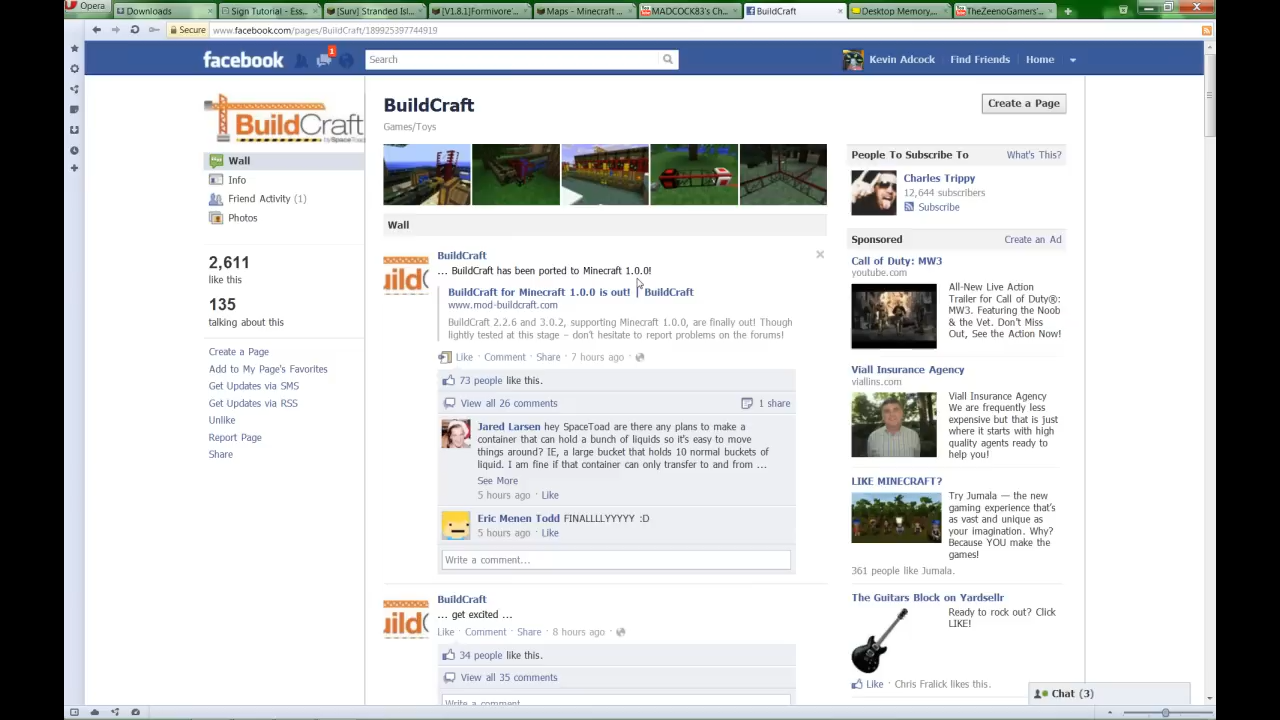 Opera
Downloads
Sign Tutorial - Ess...
[Surv] Stranded Isl...
[V1.8.1]Formivore'...
Maps - Minecraft ...
MADCOCK83's Ch...
BuildCraft
Desktop Memory,...
TheZeenoGamers'...
Secure
www.facebook.com/pages/BuildCraft/189925397744919
facebook
1
Search
Kevin Adcock
Find Friends
Home
BuildCraft
by SpaceToad
Wall
Info
Friend Activity (1)
Photos
2,611
like this
135
talking about this
Create a Page
Add to My Page's Favorites
Get Updates via SMS
Get Updates via RSS
Unlike
Report Page
Share
BuildCraft
Games/Toys
Create a Page
Wall
BuildCraft
... BuildCraft has been ported to Minecraft 1.0.0!
BuildCraft for Minecraft 1.0.0 is out! | BuildCraft
www.mod-buildcraft.com
BuildCraft 2.2.6 and 3.0.2, supporting Minecraft 1.0.0, are finally out! Though
lightly tested at this stage – don't hesitate to report problems on the forums!
Like · Comment · Share · 7 hours ago ·
73 people like this.
View all 26 comments
1 share
Jared Larsen hey SpaceToad are there any plans to make a
container that can hold a bunch of liquids so it's easy to move
things around? IE, a large bucket that holds 10 normal buckets of
liquid. I am fine if that container can only transfer to and from ...
See More
5 hours ago · Like
Eric Menen Todd FINALLLLYYYYY :D
5 hours ago · Like
Write a comment...
BuildCraft
... get excited ...
Like · Comment · Share · 8 hours ago ·
34 people like this.
View all 35 comments
Write a comment...
People To Subscribe To
What's This?
Charles Trippy
12,644 subscribers
Subscribe
Sponsored
Create an Ad
Call of Duty: MW3
youtube.com
All-New Live Action
Trailer for Call of Duty®:
MW3. Featuring the Noob
& the Vet. Don't Miss
Out, See the Action Now!
Viall Insurance Agency
viallins.com
Viall Insurance Agency
We are frequently less
expensive but that is just
where it starts with high
quality agents ready to
help you!
LIKE MINECRAFT?
Try Jumala — the new
gaming experience that's
as vast and unique as
your imagination. Why?
Because YOU make the
games!
361 people like Jumala.
The Guitars Block on Yardsellr
Ready to rock out? Click
LIKE!
Like · Chris Fralick likes this.
Chat (3)